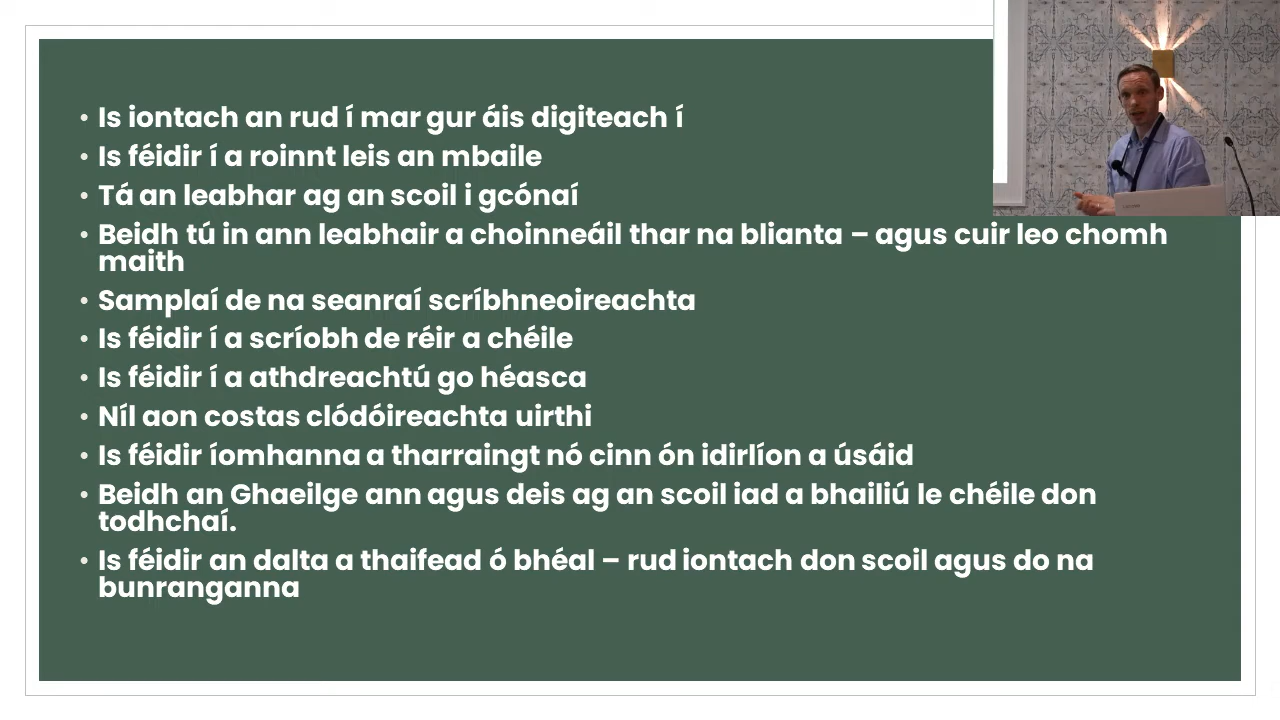 • Is iontach an rud í mar gur áis digiteach í
• Is féidir í a roinnt leis an mbaile
• Tá an leabhar ag an scoil i gcónaí
• Beidh tú in ann leabhair a choinneáil thar na blianta – agus cuir leo chomh
maith
• Samplaí de na seanraí scríbhneoireachta
• Is féidir í a scríobh de réir a chéile
• Is féidir í a athdreachtú go héasca
• Níl aon costas clódóireachta uirthi
• Is féidir íomhanna a tharraingt nó cinn ón idirlíon a úsáid
• Beidh an Ghaeilge ann agus deis ag an scoil iad a bhailiú le chéile don
todhchaí.
• Is féidir an dalta a thaifead ó bhéal – rud iontach don scoil agus do na
bunranganna